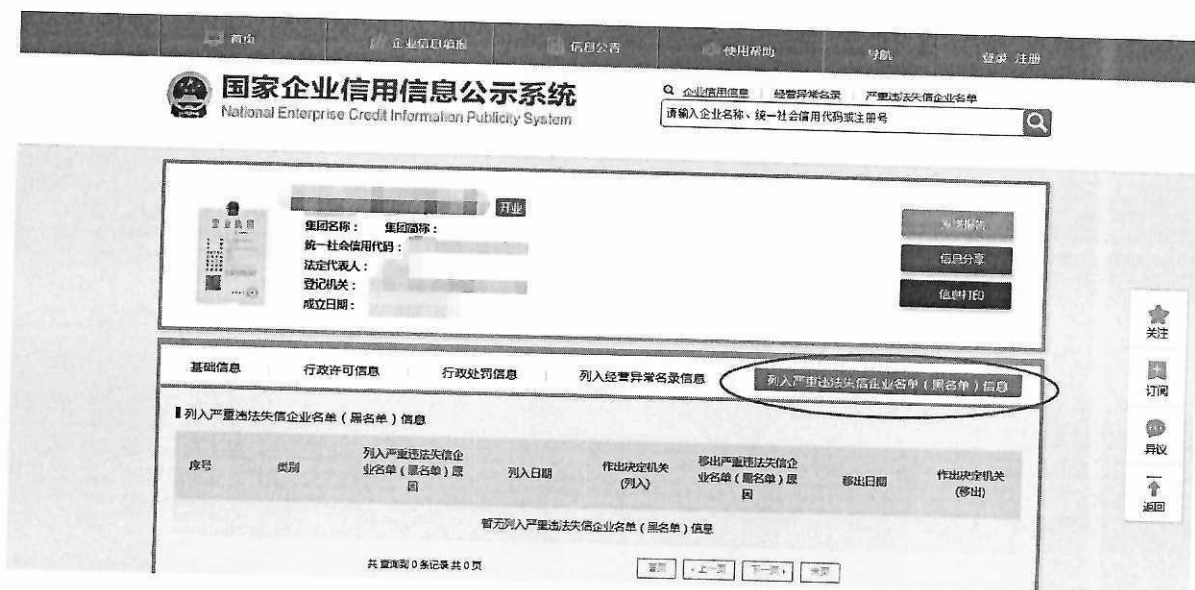 首页 企业信息填报 信息公告 使用帮助 导航 登录 注册
国家企业信用信息公示系统
National Enterprise Credit Information Publicity System
企业信用信息 经营异常名录 严重违法失信企业名单
请输入企业名称、统一社会信用代码或注册号
开业
营业执照
集团名称： 集团简称：
统一社会信用代码：
法定代表人：
登记机关：
成立日期：
发送报告
信息分享
信息打印
关注
订阅
异议
返回
基础信息 行政许可信息 行政处罚信息 列入经营异常名录信息 列入严重违法失信企业名单（黑名单）信息
列入严重违法失信企业名单（黑名单）信息
序号 类别 列入严重违法失信企业名单（黑名单）原因 列入日期 作出决定机关(列入) 移出严重违法失信企业名单（黑名单）原因 移出日期 作出决定机关(移出)
暂无列入严重违法失信企业名单（黑名单）信息
共查询到 0 条记录 共 0 页 首页 上一页 下一页 末页